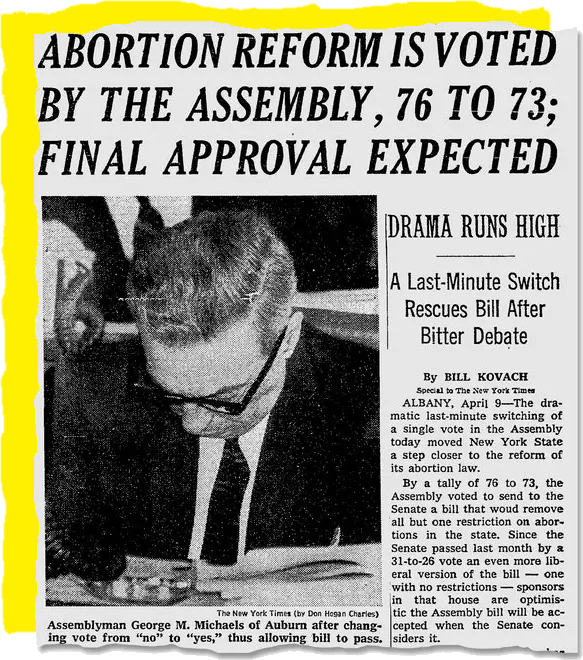 ABORTION REFORM IS VOTED
BY THE ASSEMBLY, 76 TO 73;
FINAL APPROVAL EXPECTED
The New York Times (by Don Hogan Charles)
Assemblyman George M. Michaels of Auburn after chang-
ing vote from “no” to “yes,” thus allowing bill to pass.
DRAMA RUNS HIGH
A Last-Minute Switch
Rescues Bill After
Bitter Debate
By BILL KOVACH
Special to The New York Times
ALBANY, April 9—The dra-
matic last-minute switching of
a single vote in the Assembly
today moved New York State
a step closer to the reform of
its abortion law.
By a tally of 76 to 73, the
Assembly voted to send to the
Senate a bill that woud remove
all but one restriction on abor-
tions in the state. Since the
Senate passed last month by a
31-to-26 vote an even more lib-
eral version of the bill — one
with no restrictions — sponsors
in that house are optimis-
tic the Assembly bill will be ac-
cepted when the Senate con-
siders it.